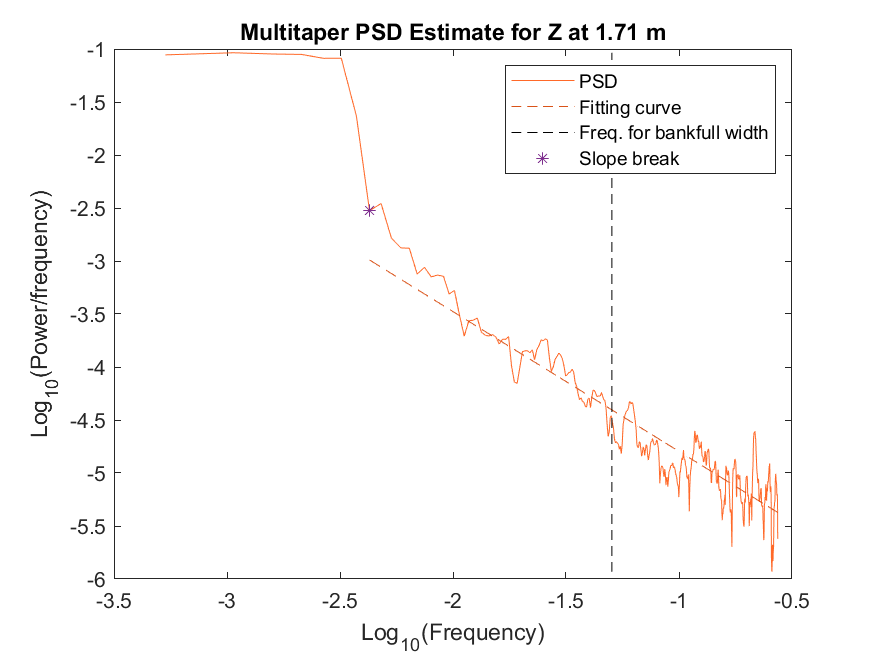 Multitaper PSD Estimate for Z at 1.71 m
-1
-1.5
-2
-2.5
-3
-3.5
-4
-4.5
-5
-5.5
-6
Log10(Power/frequency)
PSD
Fitting curve
Freq. for bankfull width
Slope break
-3.5 -3 -2.5 -2 -1.5 -1 -0.5
Log10(Frequency)